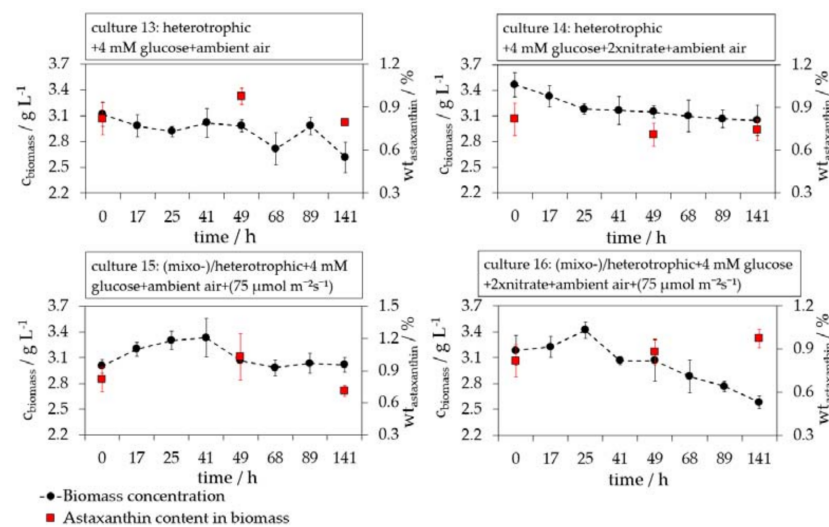 culture 13: heterotrophic
+4 mM glucose+ambient air
c_biomass / g L⁻¹
3.7
3.4
3.1
2.8
2.5
2.2
1.2
0.9
0.6
0.3
wt_astaxanthin / %
0 17 25 41 49 68 89 141
time / h
culture 14: heterotrophic
+4 mM glucose+2xnitrate+ambient air
c_biomass / g L⁻¹
3.7
3.4
3.1
2.8
2.5
2.2
1.2
0.9
0.6
0.3
wt_astaxanthin / %
0 17 25 41 49 68 89 141
time / h
culture 15: (mixo-)/heterotrophic+4 mM
glucose+ambient air+(75 µmol m⁻²s⁻¹)
c_biomass / g L⁻¹
3.7
3.4
3.1
2.8
2.5
2.2
1.5
1.2
0.9
0.6
0.3
wt_astaxanthin / %
0 17 25 41 49 68 89 141
time / h
culture 16: (mixo-)/heterotrophic+4 mM glucose
+2xnitrate+ambient air+(75 µmol m⁻²s⁻¹)
c_biomass / g L⁻¹
3.7
3.4
3.1
2.8
2.5
2.2
1.2
0.9
0.6
0.3
wt_astaxanthin / %
0 17 25 41 49 68 89 141
time / h
Biomass concentration
Astaxanthin content in biomass